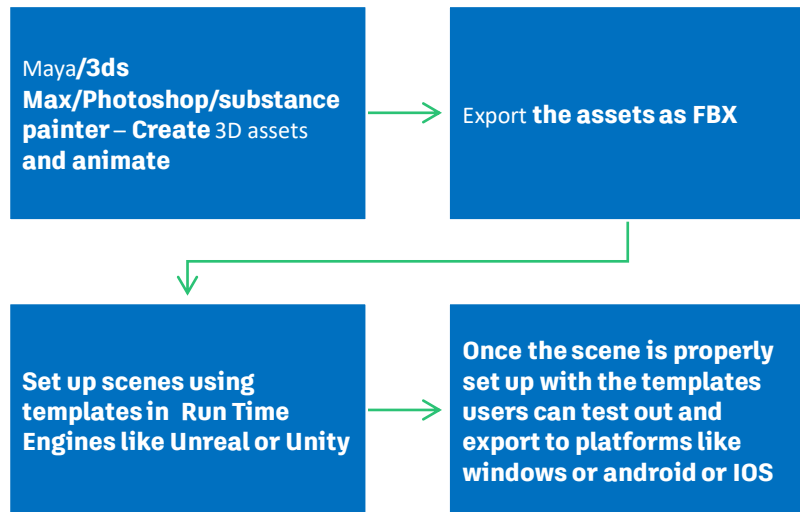 Maya/3ds
Max/Photoshop/substance
painter – Create 3D assets
and animate
Export the assets as FBX
Set up scenes using
templates in Run Time
Engines like Unreal or Unity
Once the scene is properly
set up with the templates
users can test out and
export to platforms like
windows or android or IOS